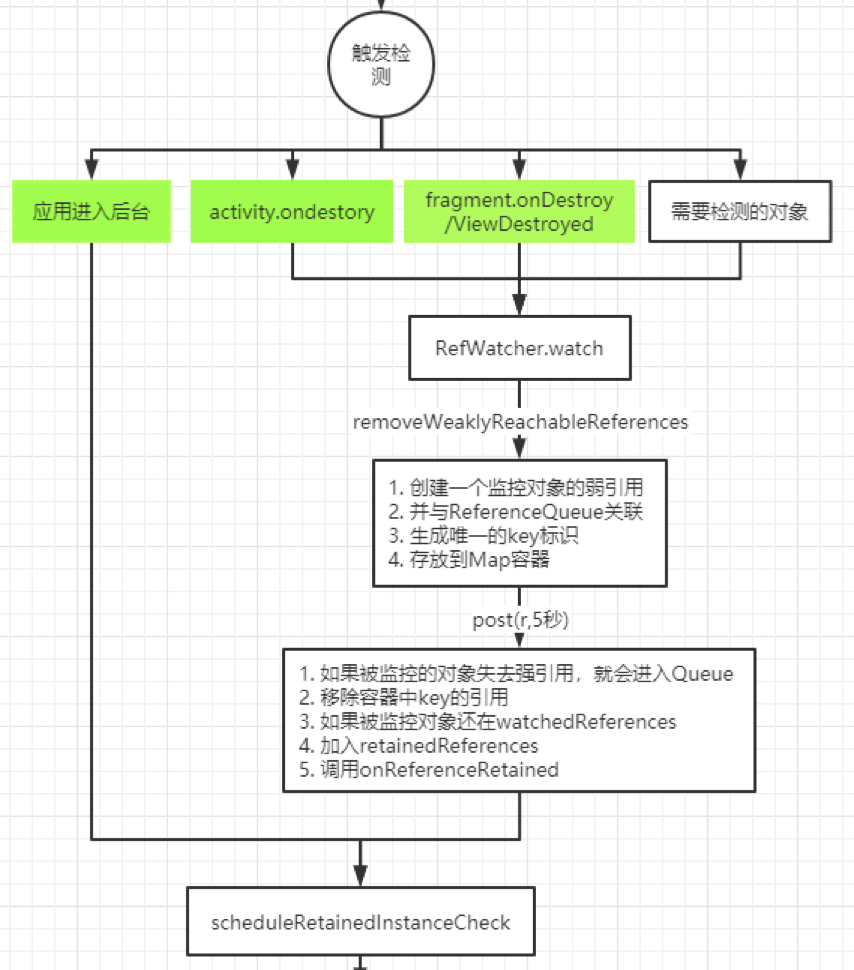 触发检
测
应用进入后台
activity.ondestory
fragment.onDestroy
/ViewDestroyed
需要检测的对象
RefWatcher.watch
removeWeaklyReachableReferences
1. 创建一个监控对象的弱引用
2. 并与ReferenceQueue关联
3. 生成唯一的key标识
4. 存放到Map容器
post(r,5秒)
1. 如果被监控的对象失去强引用，就会进入Queue
2. 移除容器中key的引用
3. 如果被监控对象还在watchedReferences
4. 加入retainedReferences
5. 调用onReferenceRetained
scheduleRetainedInstanceCheck